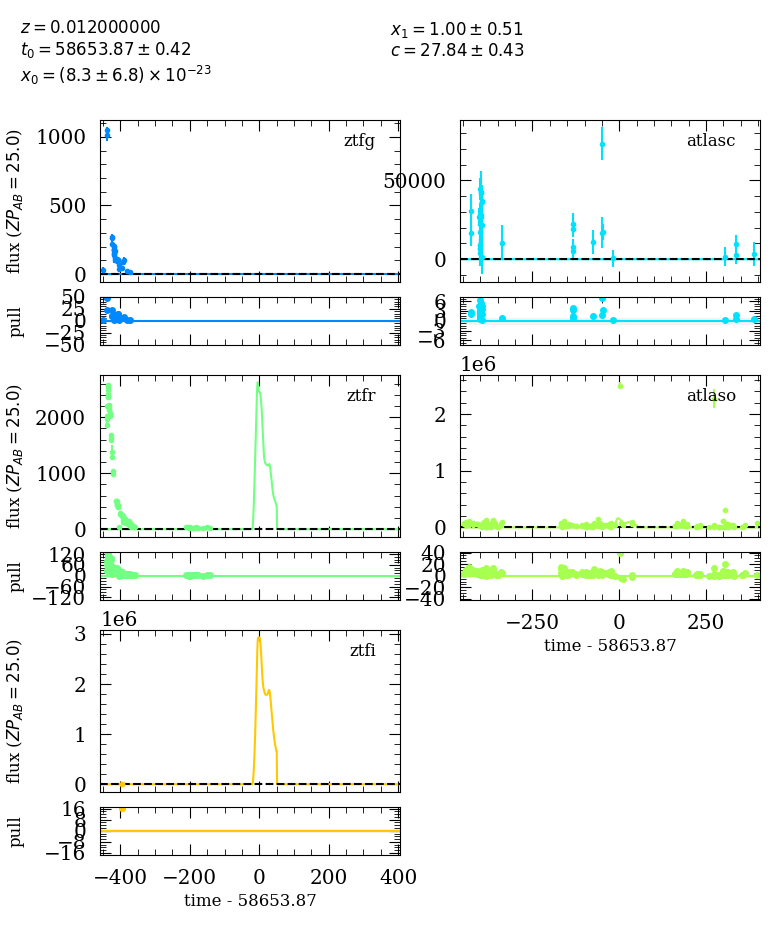 z = 0.012000000
t₀ = 58653.87 ± 0.42
x₀ = (8.3 ± 6.8) × 10⁻²³
x₁ = 1.00 ± 0.51
c = 27.84 ± 0.43
ztfg
flux (ZP_AB = 25.0)
1000
500
0
pull
50
25
0
−25
−50
atlasc
50000
0
6
3
0
−3
−6
ztfr
flux (ZP_AB = 25.0)
2000
1000
0
pull
120
60
0
−60
−120
1e6
atlaso
2
1
0
40
20
0
−20
−40
−250 0 250
time - 58653.87
1e6
ztfi
flux (ZP_AB = 25.0)
3
2
1
0
pull
16
8
0
−8
−16
−400 −200 0 200 400
time - 58653.87